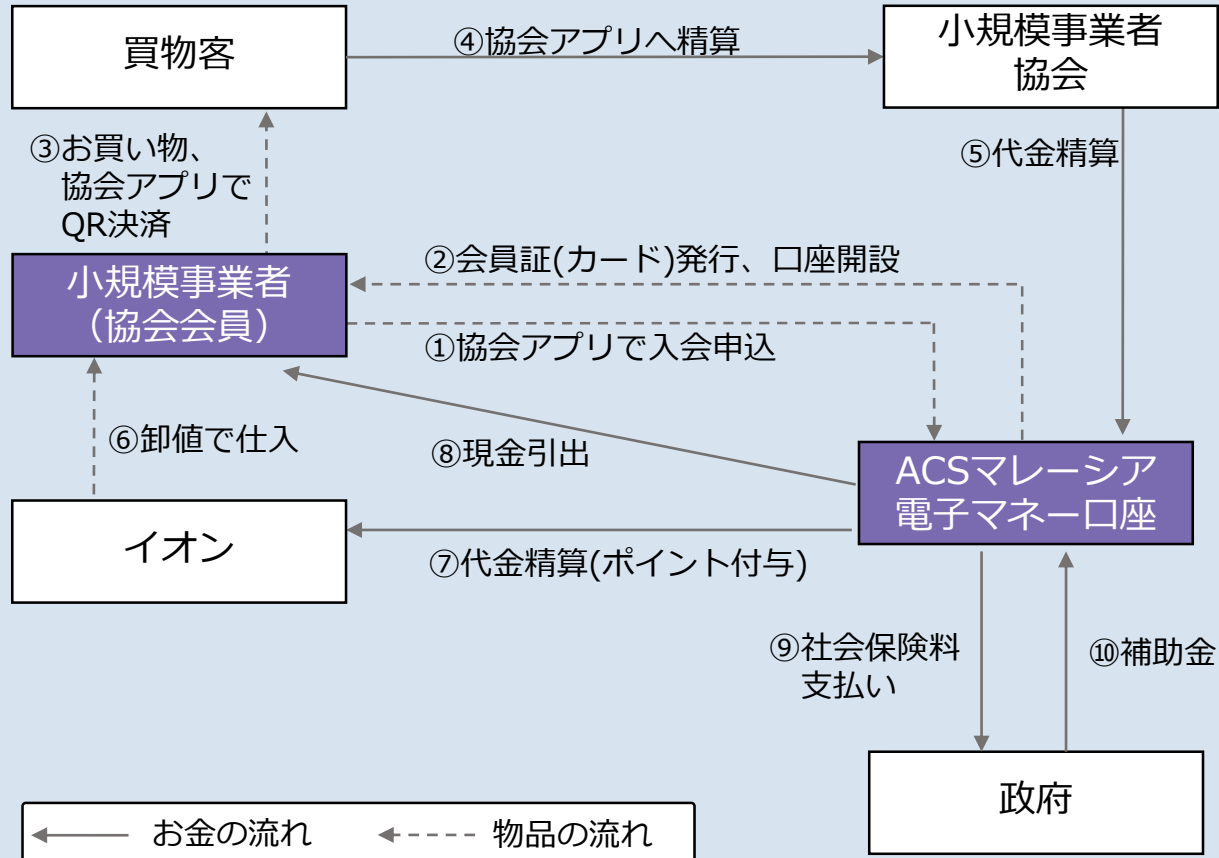 買物客
④協会アプリへ精算
小規模事業者
協会
③お買い物、
協会アプリで
QR決済
⑤代金精算
②会員証(カード)発行、口座開設
小規模事業者
（協会会員）
①協会アプリで入会申込
⑥卸値で仕入
⑧現金引出
ACSマレーシア
電子マネー口座
イオン
⑦代金精算(ポイント付与)
⑨社会保険料
支払い
⑩補助金
政府
お金の流れ
物品の流れ